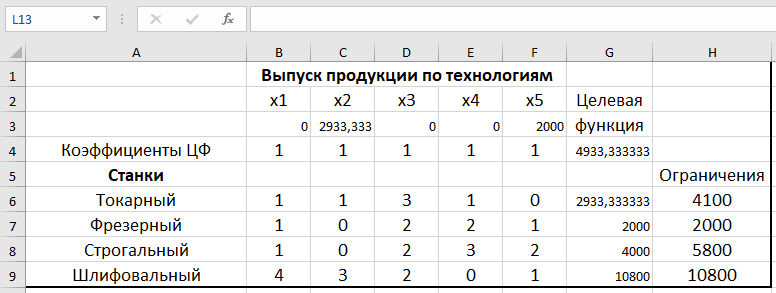 L13
A B C D E F G H
1 Выпуск продукции по технологиям
2 x1 x2 x3 x4 x5 Целевая
3 0 2933,333 0 0 2000 функция
4 Коэффициенты ЦФ 1 1 1 1 1 4933,333333
5 Станки Ограничения
6 Токарный 1 1 3 1 0 2933,333333 4100
7 Фрезерный 1 0 2 2 1 2000 2000
8 Строгальный 1 0 2 3 2 4000 5800
9 Шлифовальный 4 3 2 0 1 10800 10800